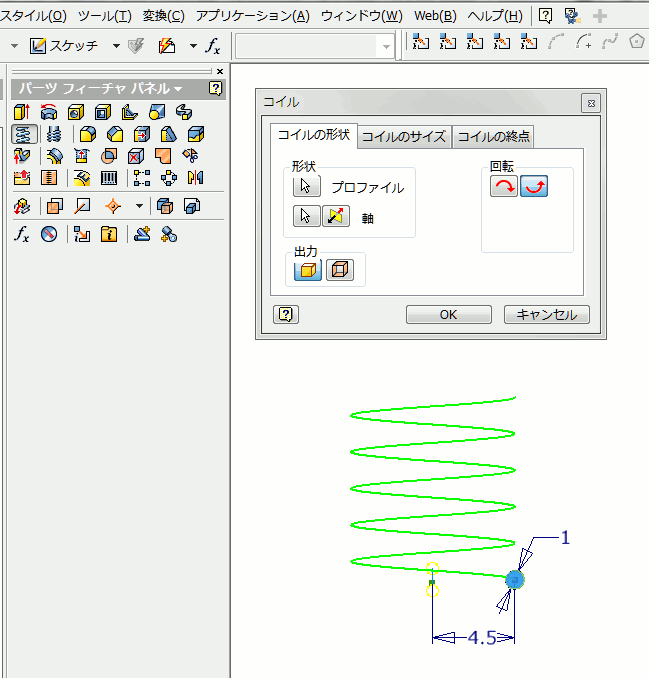 スタイル(O) ツール(T) 変換(C) アプリケーション(A) ウィンドウ(W) Web(B) ヘルプ(H)
スケッチ fx
パーツ フィーチャ パネル
fx
コイル
コイルの形状 コイルのサイズ コイルの終点
形状 回転
プロファイル
軸
出力
OK キャンセル
1
4.5